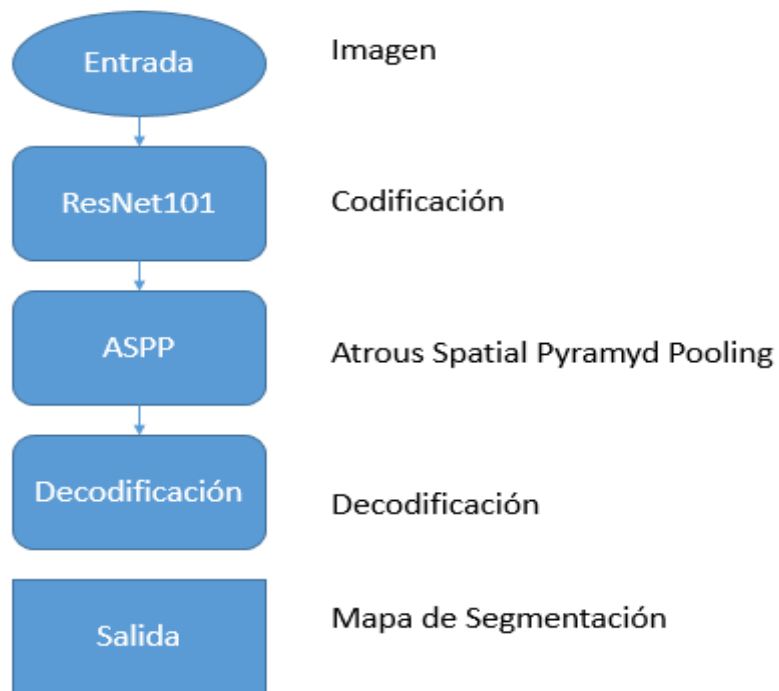 Entrada
Imagen
ResNet101
Codificación
ASPP
Atrous Spatial Pyramyd Pooling
Decodificación
Decodificación
Salida
Mapa de Segmentación